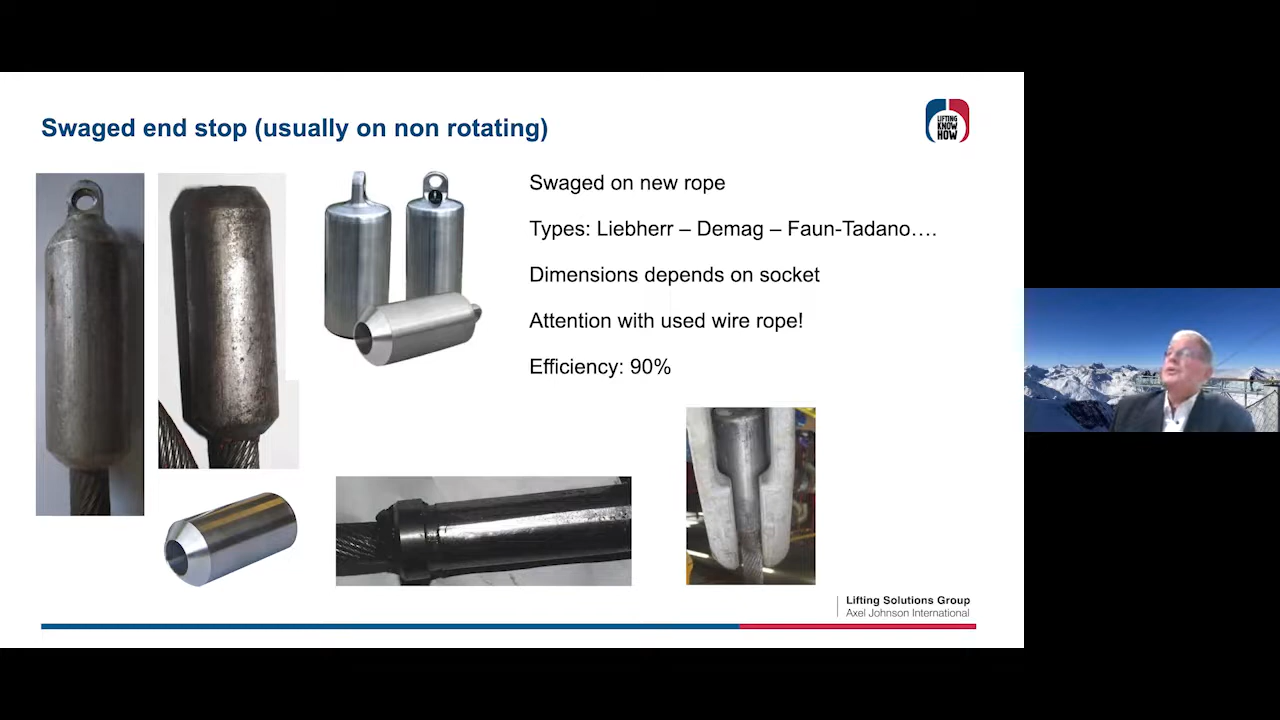 Swaged end stop (usually on non rotating)
LIFTING
KNOW
HOW
Swaged on new rope
Types: Liebherr – Demag – Faun-Tadano….
Dimensions depends on socket
Attention with used wire rope!
Efficiency: 90%
Lifting Solutions Group
Axel Johnson International